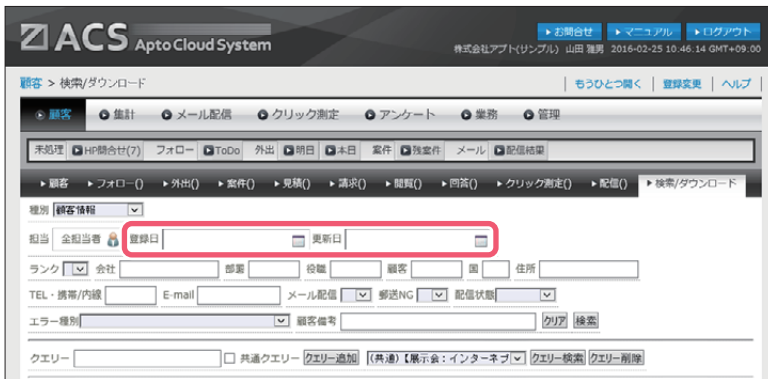 ACS Apto Cloud System
お問合せ マニュアル ログアウト
株式会社アプト(サンプル) 山田 雅男 2016-02-25 10:46:14 GMT+09:00
顧客 > 検索/ダウンロード
もうひとつ開く 登録変更 ヘルプ
顧客 集計 メール配信 クリック測定 アンケート 業務 管理
未処理 HP問合せ(7) フォロー ToDo 外出 明日 本日 案件 残案件 メール 配信結果
顧客 フォロー() 外出() 案件() 見積() 請求() 閲覧() 回答() クリック測定() 配信() 検索/ダウンロード
種別 顧客情報
担当 全担当者 登録日 更新日
ランク 会社 部署 役職 顧客 国 住所
TEL・携帯/内線 E-mail メール配信 郵送NG 配信状態
エラー種別 顧客備考 クリア 検索
クエリー 共通クエリー クエリー追加 (共通)【展示会：インターネプ クエリー検索 クエリー削除